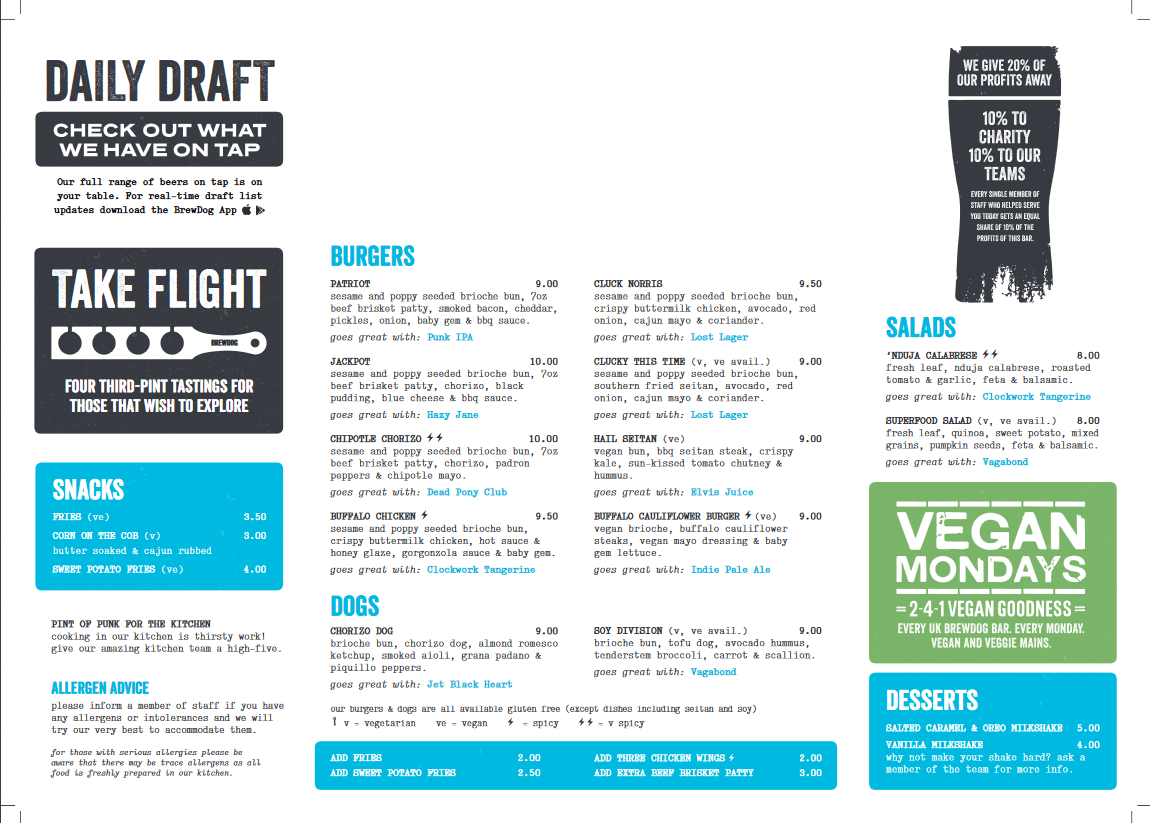 DAILY DRAFT
CHECK OUT WHAT
WE HAVE ON TAP
Our full range of beers on tap is on
your table. For real-time draft list
updates download the BrewDog App
TAKE FLIGHT
BREWDOG
FOUR THIRD-PINT TASTINGS FOR
THOSE THAT WISH TO EXPLORE
SNACKS
FRIES (ve) 3.50
CORN ON THE COB (v) 3.00
butter soaked & cajun rubbed
SWEET POTATO FRIES (ve) 4.00
PINT OF PUNK FOR THE KITCHEN
cooking in our kitchen is thirsty work!
give our amazing kitchen team a high-five.
ALLERGEN ADVICE
please inform a member of staff if you have
any allergens or intolerances and we will
try our very best to accommodate them.
for those with serious allergies please be
aware that there may be trace allergens as all
food is freshly prepared in our kitchen.
BURGERS
PATRIOT 9.00
sesame and poppy seeded brioche bun, 7oz
beef brisket patty, smoked bacon, cheddar,
pickles, onion, baby gem & bbq sauce.
goes great with: Punk IPA
JACKPOT 10.00
sesame and poppy seeded brioche bun, 7oz
beef brisket patty, chorizo, black
pudding, blue cheese & bbq sauce.
goes great with: Hazy Jane
CHIPOTLE CHORIZO 10.00
sesame and poppy seeded brioche bun, 7oz
beef brisket patty, chorizo, padron
peppers & chipotle mayo.
goes great with: Dead Pony Club
BUFFALO CHICKEN 9.50
sesame and poppy seeded brioche bun,
crispy buttermilk chicken, hot sauce &
honey glaze, gorgonzola sauce & baby gem.
goes great with: Clockwork Tangerine
CLUCK NORRIS 9.50
sesame and poppy seeded brioche bun,
crispy buttermilk chicken, avocado, red
onion, cajun mayo & coriander.
goes great with: Lost Lager
CLUCKY THIS TIME (v, ve avail.) 9.00
sesame and poppy seeded brioche bun,
southern fried seitan, avocado, red
onion, cajun mayo & coriander.
goes great with: Lost Lager
HAIL SEITAN (ve) 9.00
vegan bun, bbq seitan steak, crispy
kale, sun-kissed tomato chutney &
hummus.
goes great with: Elvis Juice
BUFFALO CAULIFLOWER BURGER (ve) 9.00
vegan brioche, buffalo cauliflower
steaks, vegan mayo dressing & baby
gem lettuce.
goes great with: Indie Pale Ale
DOGS
CHORIZO DOG 9.00
brioche bun, chorizo dog, almond romesco
ketchup, smoked aioli, grana padano &
piquillo peppers.
goes great with: Jet Black Heart
SOY DIVISION (v, ve avail.) 9.00
brioche bun, tofu dog, avocado hummus,
tenderstem broccoli, carrot & scallion.
goes great with: Vagabond
our burgers & dogs are all available gluten free (except dishes including seitan and soy)
v - vegetarian ve - vegan - spicy - v spicy
ADD FRIES 2.00
ADD SWEET POTATO FRIES 2.50
ADD THREE CHICKEN WINGS 2.00
ADD EXTRA BEEF BRISKET PATTY 3.00
WE GIVE 20% OF
OUR PROFITS AWAY
10% TO
CHARITY
10% TO OUR
TEAMS
EVERY SINGLE MEMBER OF
STAFF WHO HELPED SERVE
YOU TODAY GETS AN EQUAL
SHARE OF 10% OF THE
PROFITS OF THIS BAR.
SALADS
'NDUJA CALABRESE 8.00
fresh leaf, nduja calabrese, roasted
tomato & garlic, feta & balsamic.
goes great with: Clockwork Tangerine
SUPERFOOD SALAD (v, ve avail.) 8.00
fresh leaf, quinoa, sweet potato, mixed
grains, pumpkin seeds, feta & balsamic.
goes great with: Vagabond
VEGAN
MONDAYS
= 2-4-1 VEGAN GOODNESS =
EVERY UK BREWDOG BAR. EVERY MONDAY.
VEGAN AND VEGGIE MAINS.
DESSERTS
SALTED CARAMEL & OREO MILKSHAKE 5.00
VANILLA MILKSHAKE 4.00
why not make your shake hard? ask a
member of the team for more info.